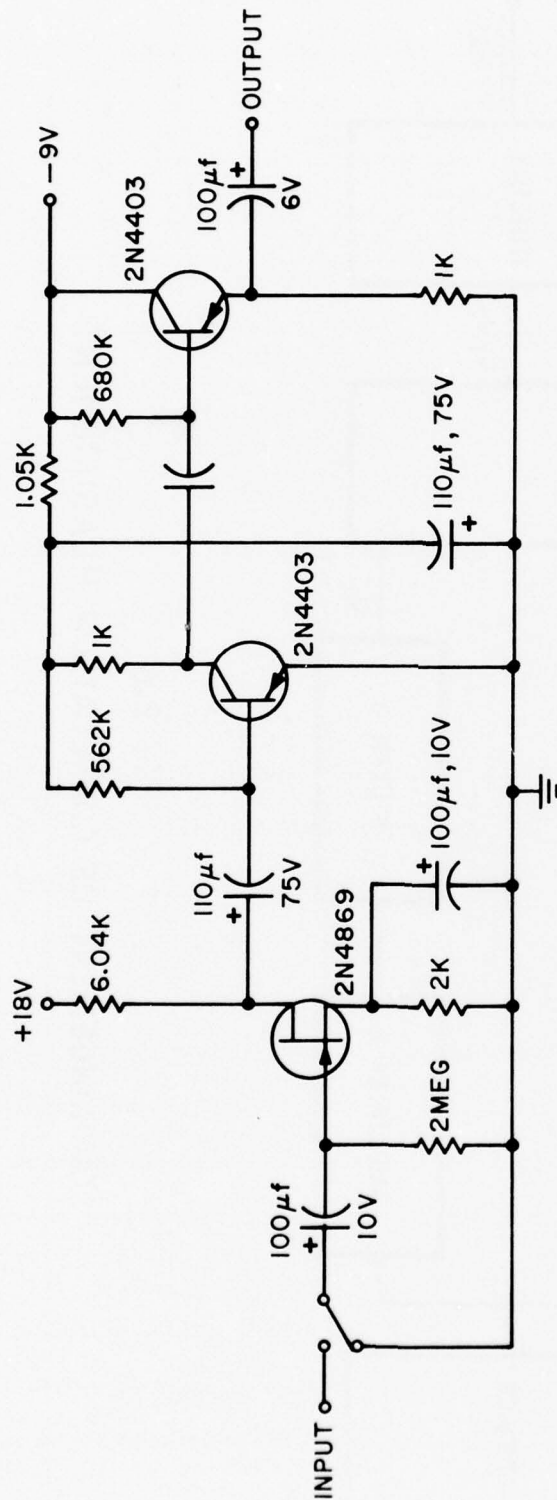 INPUT
100µf
+
10V
2MEG
+18V
6.04K
110µf
+
75V
2N4869
2K
100µf, 10V
+
562K
1K
2N4403
1.05K
110µf, 75V
+
680K
2N4403
-9V
100µf
+
6V
OUTPUT
1K